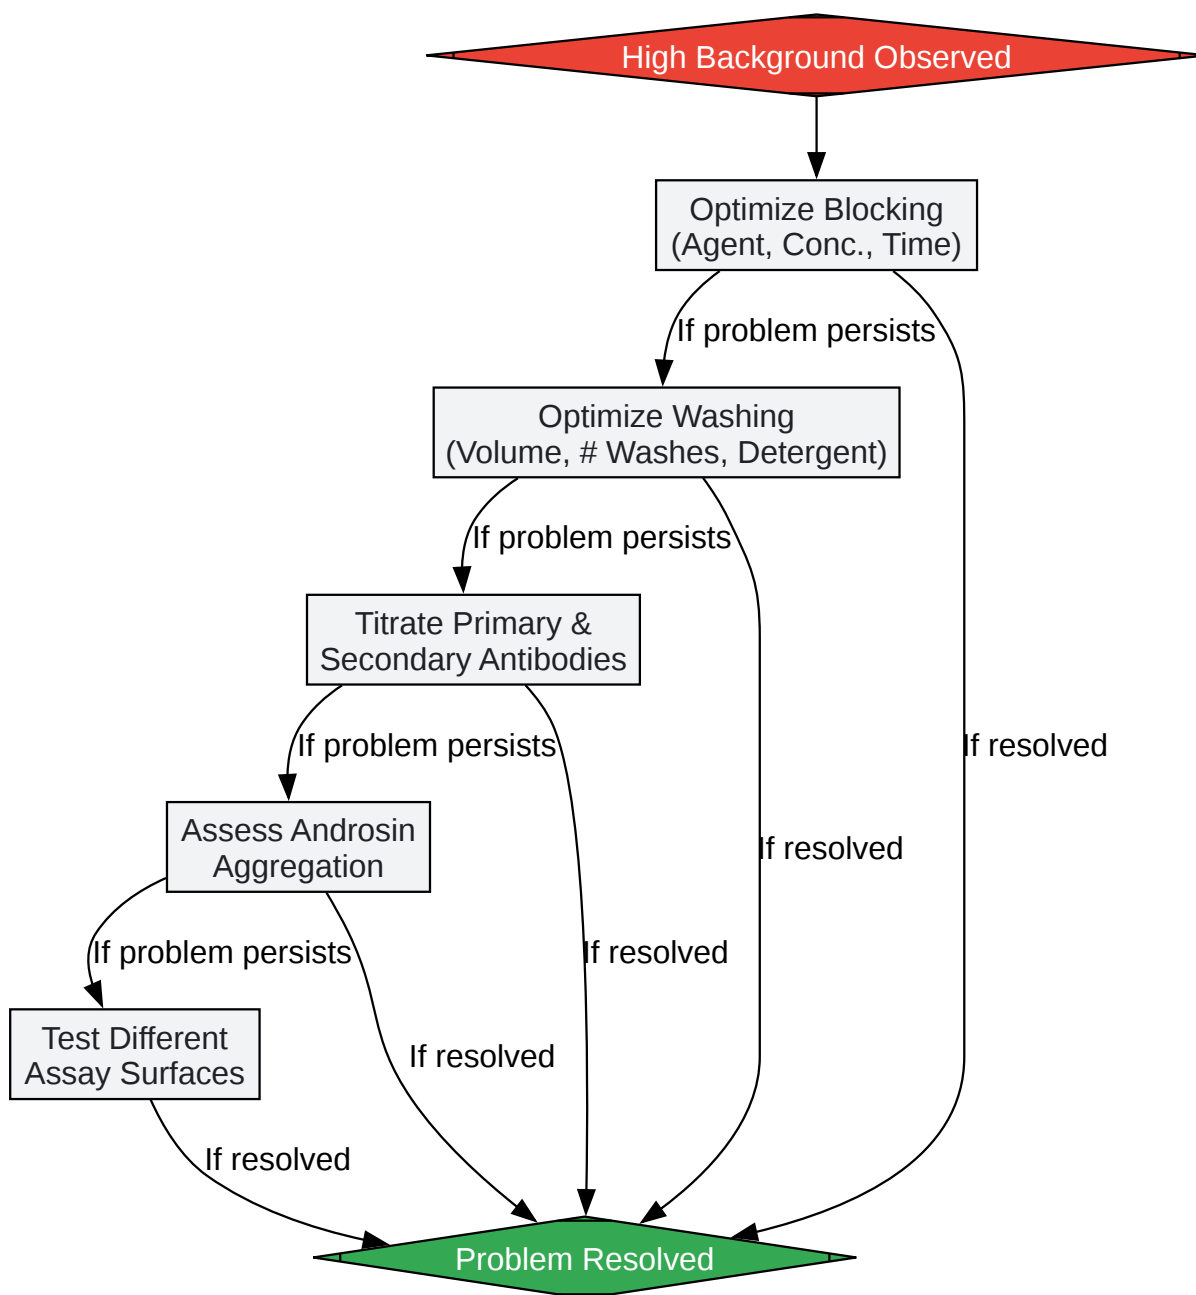 High Background Observed
Optimize Blocking
(Agent, Conc., Time)
If problem persists
Optimize Washing
(Volume, # Washes, Detergent)
If problem persists
Titrate Primary &
Secondary Antibodies
If problem persists
If resolved
Assess Androsin
Aggregation
If resolved
If problem persists
If resolved
Test Different
Assay Surfaces
If resolved
If resolved
Problem Resolved